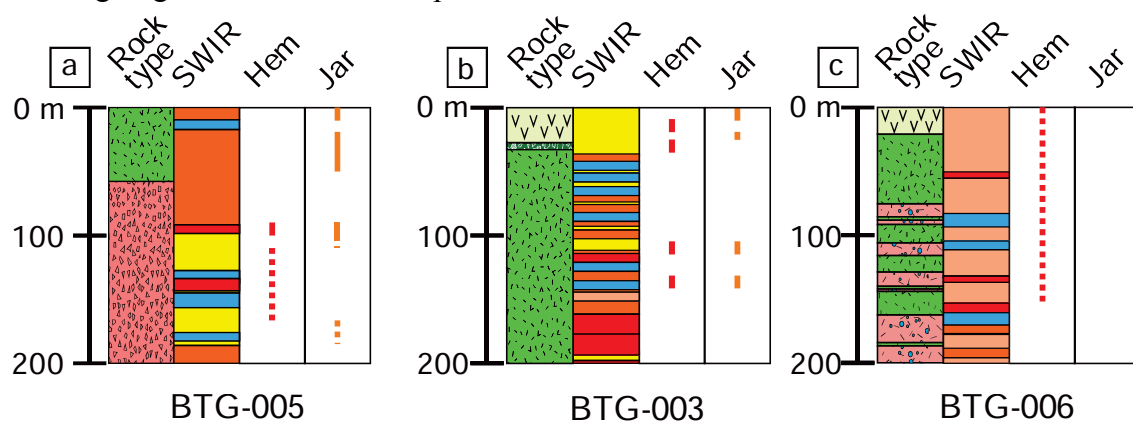 a Rock type SWIR Hem Jar
0 m
100
200
BTG-005
b Rock type SWIR Hem Jar
0 m
100
200
BTG-003
c Rock type SWIR Hem Jar
0 m
100
200
BTG-006